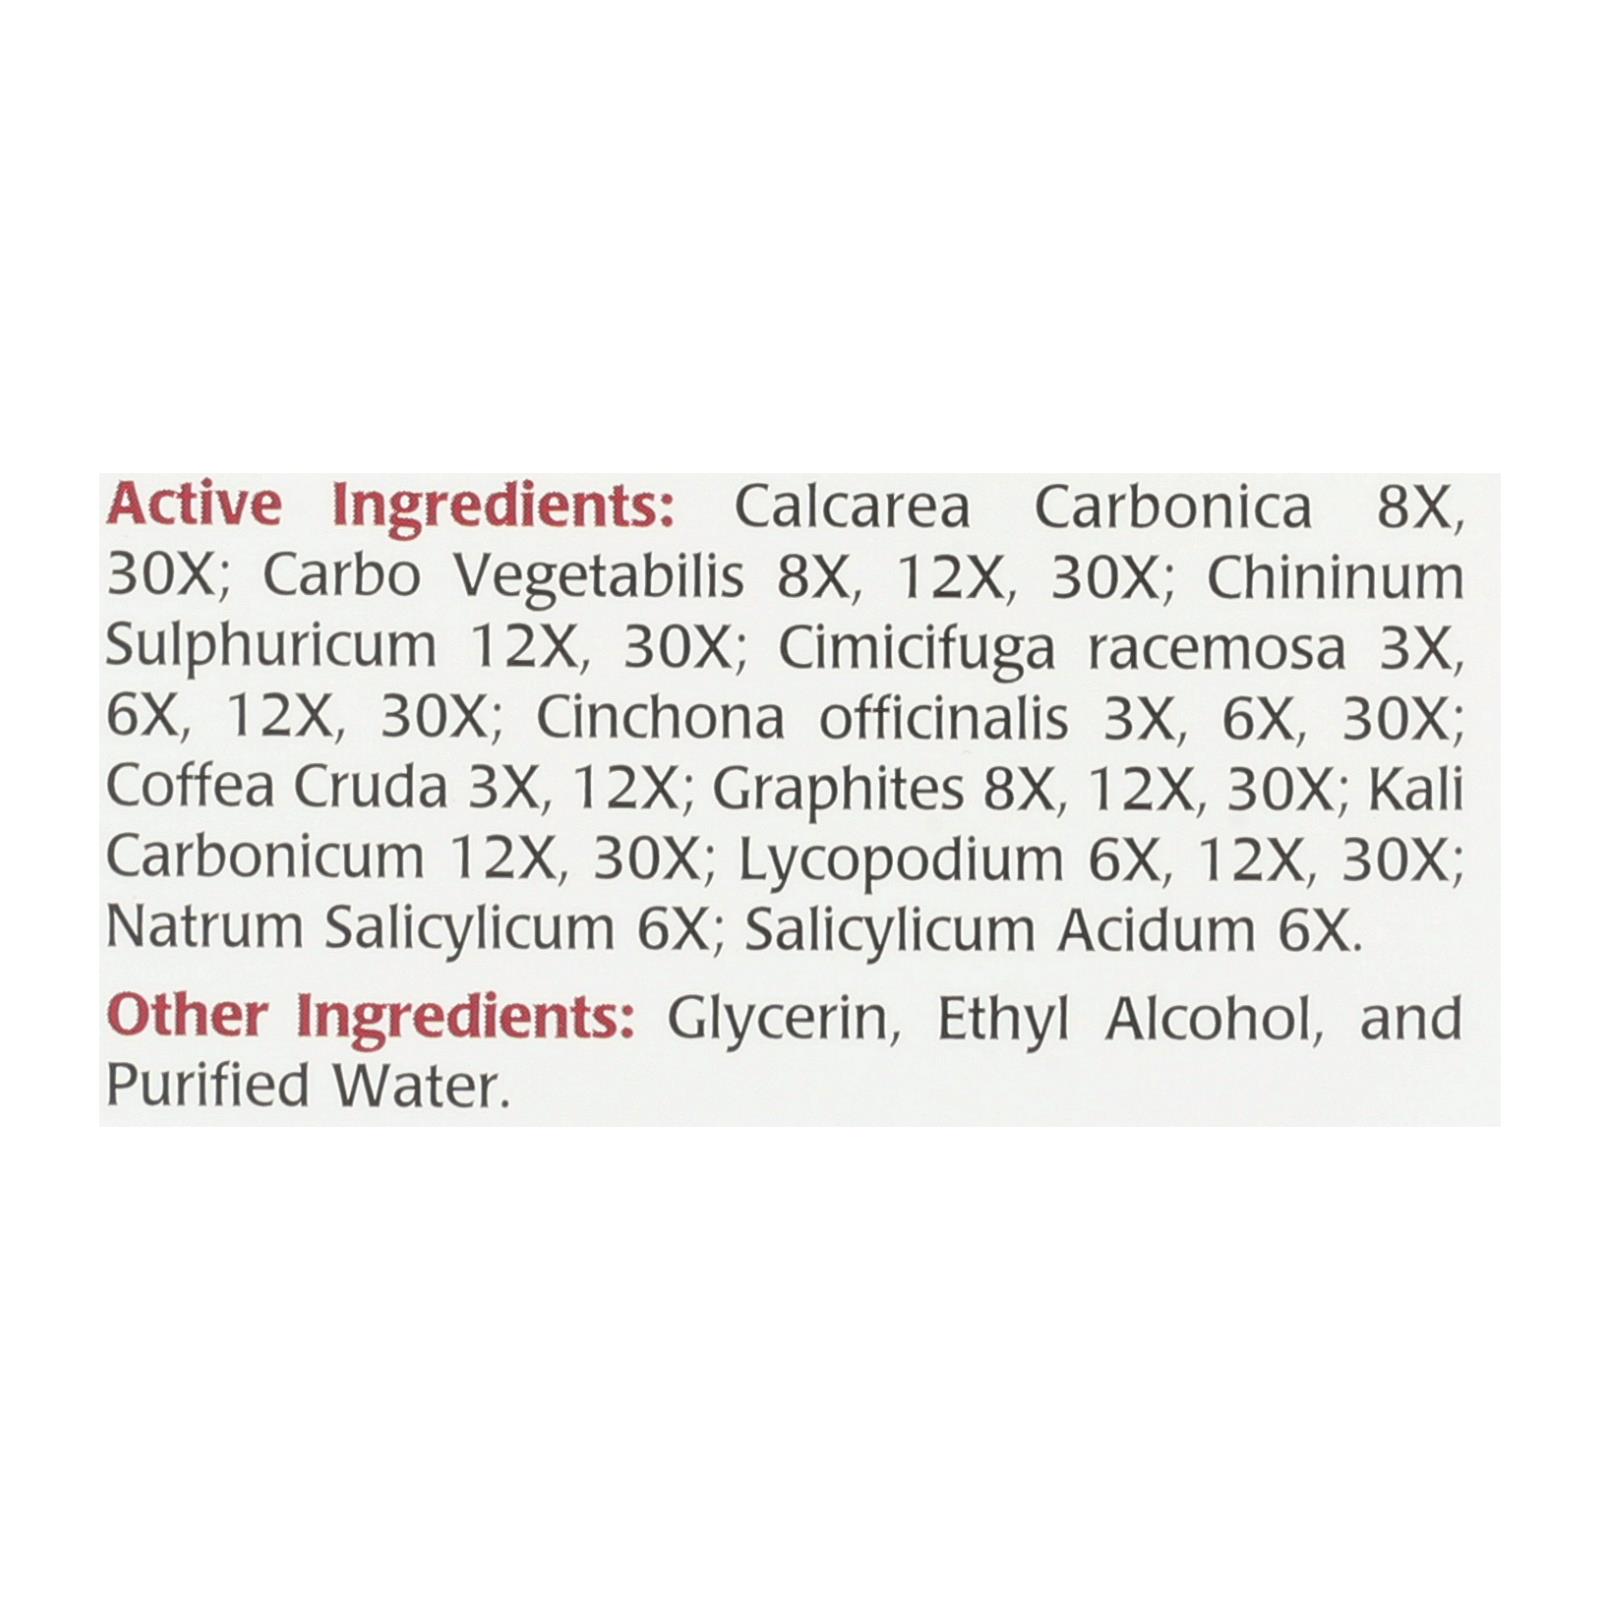 Active Ingredients: Calcarea Carbonica 8X,
30X; Carbo Vegetabilis 8X, 12X, 30X; Chininum
Sulphuricum 12X, 30X; Cimicifuga racemosa 3X,
6X, 12X, 30X; Cinchona officinalis 3X, 6X, 30X;
Coffea Cruda 3X, 12X; Graphites 8X, 12X, 30X; Kali
Carbonicum 12X, 30X; Lycopodium 6X, 12X, 30X;
Natrum Salicylicum 6X; Salicylicum Acidum 6X.
Other Ingredients: Glycerin, Ethyl Alcohol, and
Purified Water.